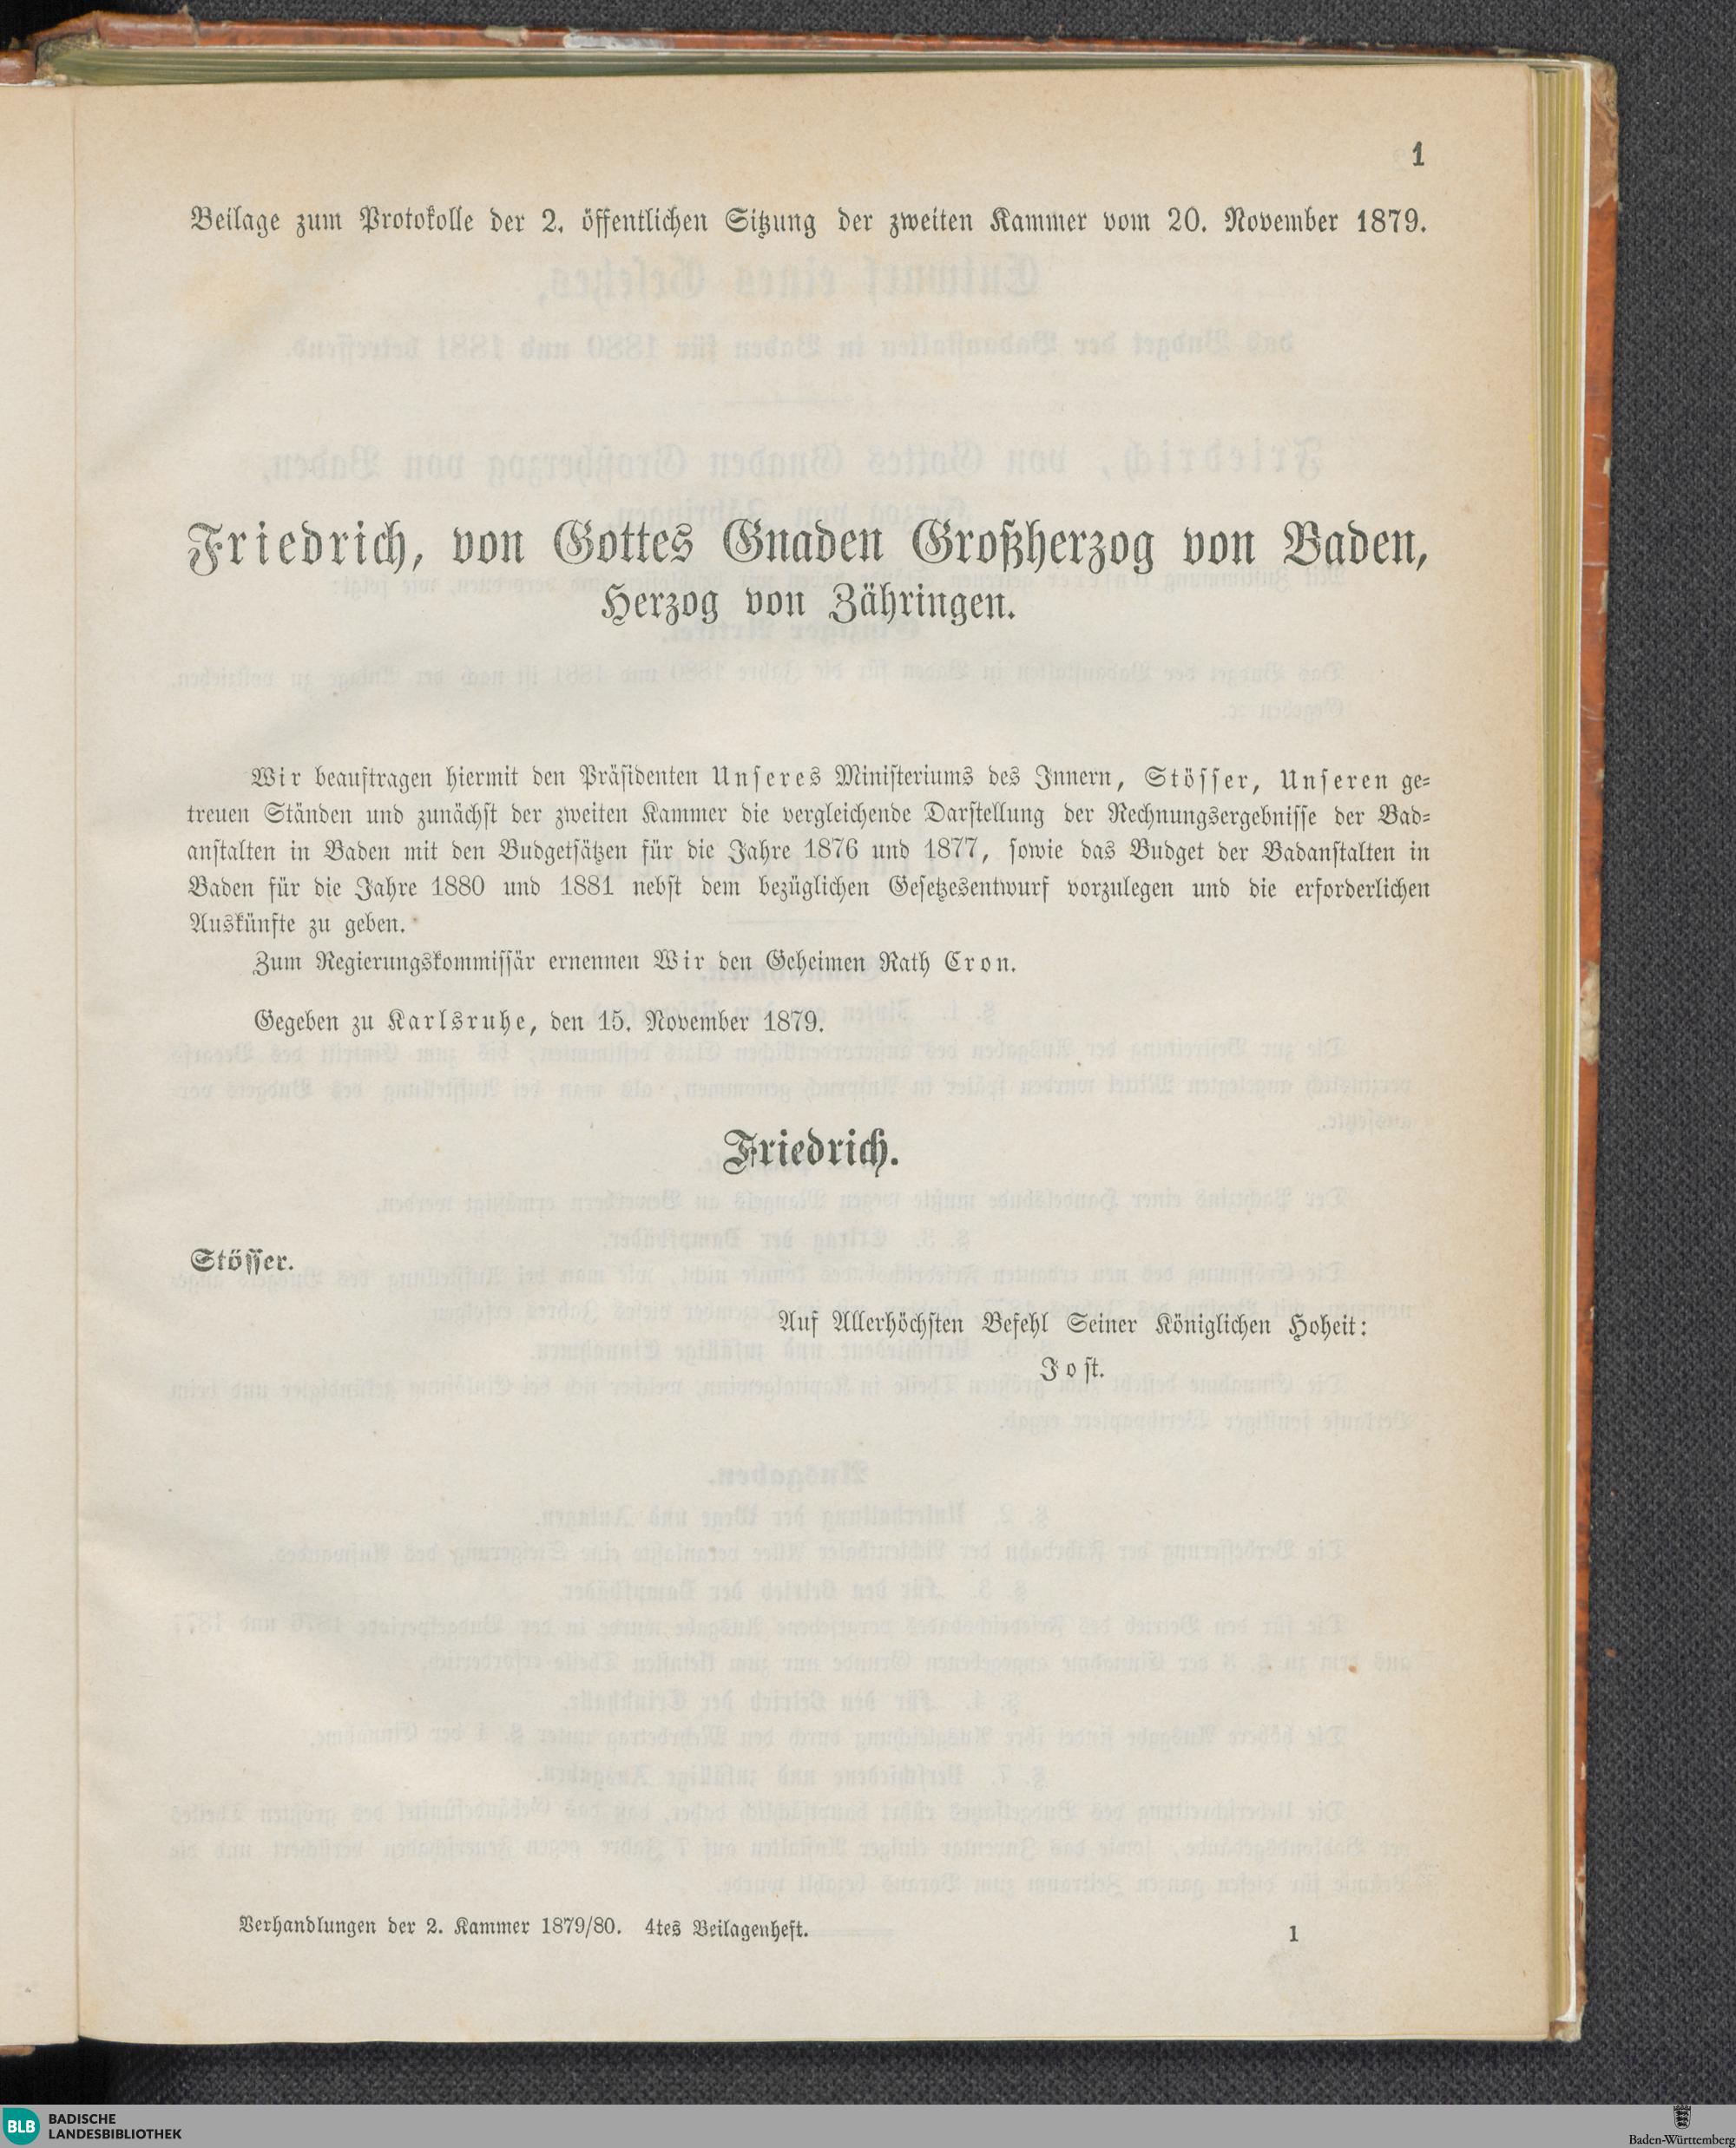 1
Beilage zum Protokolle der 2. öffentlichen Sitzung der zweiten Kammer vom 20. November 1879.
Friedrich, von Gottes Gnaden Großherzog von Baden,
Herzog von Zähringen.
Wir beauftragen hiermit den Präsidenten Unseres Ministeriums des Innern, Stösser, Unseren ge-
treuen Ständen und zunächst der zweiten Kammer die vergleichende Darstellung der Rechnungsergebnisse der Bad-
anstalten in Baden mit den Budgetsätzen für die Jahre 1876 und 1877, sowie das Budget der Badanstalten in
Baden für die Jahre 1880 und 1881 nebst dem bezüglichen Gesetzesentwurf vorzulegen und die erforderlichen
Auskünfte zu geben.
Zum Regierungskommissär ernennen Wir den Geheimen Rath Cron.
Gegeben zu Karlsruhe, den 15. November 1879.
Friedrich.
Stösser.
Auf Allerhöchsten Befehl Seiner Königlichen Hoheit:
Jost.
Verhandlungen der 2. Kammer 1879/80. 4tes Beilagenheft. 1
BLB BADISCHE
LANDESBIBLIOTHEK
Baden-Württemberg